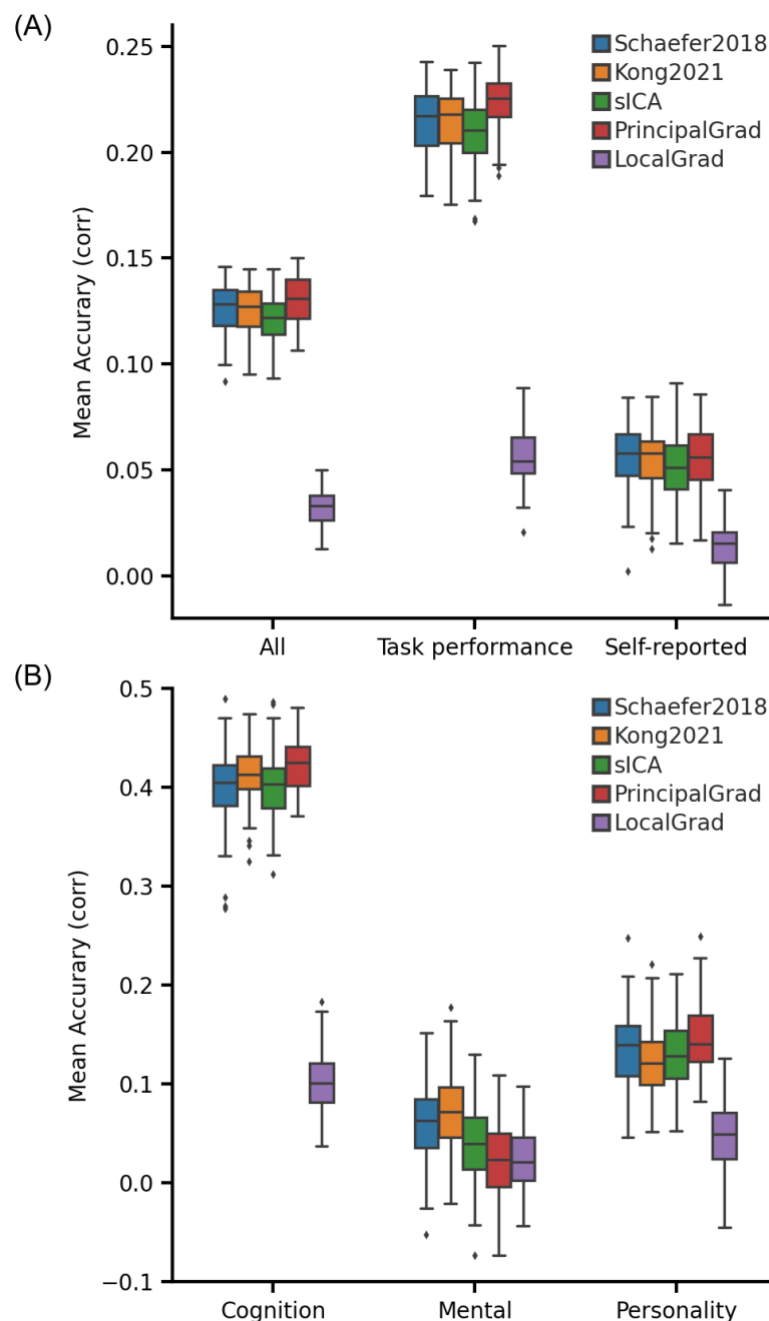 (A)
Mean Accurary (corr)
0.25
0.20
0.15
0.10
0.05
0.00
Schaefer2018
Kong2021
sICA
PrincipalGrad
LocalGrad
All Task performance Self-reported
(B)
Mean Accurary (corr)
0.5
0.4
0.3
0.2
0.1
0.0
−0.1
Schaefer2018
Kong2021
sICA
PrincipalGrad
LocalGrad
Cognition Mental Personality